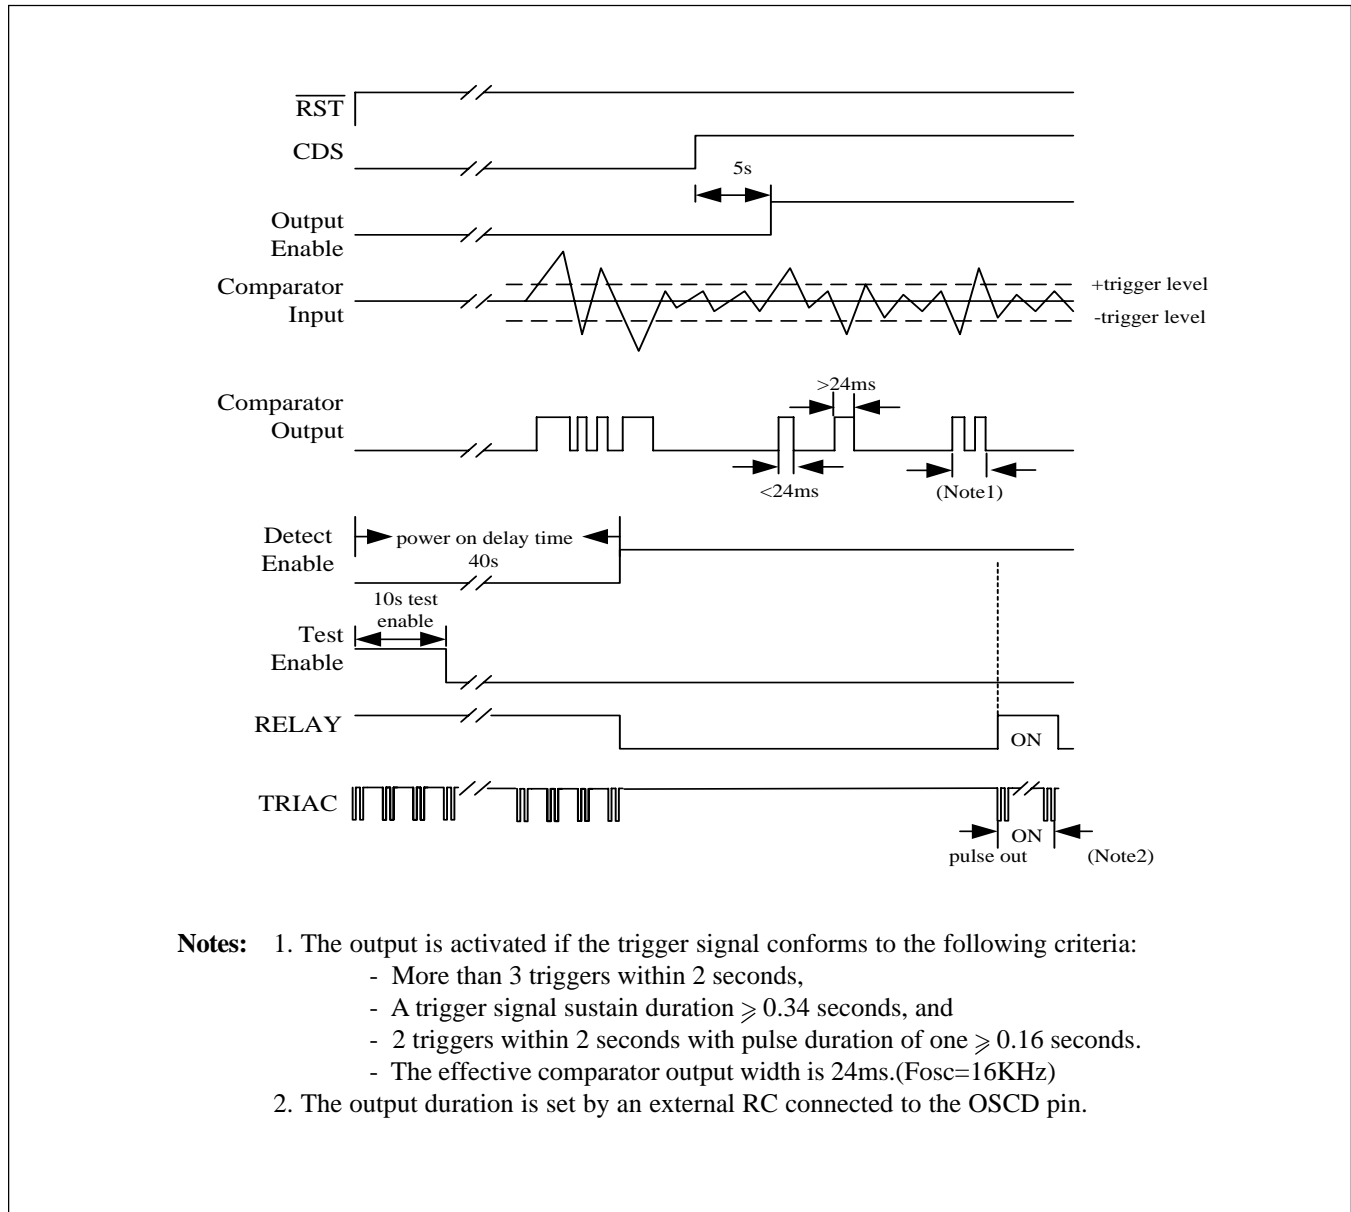 RST
CDS
5s
Output
Enable
Comparator
Input
+trigger level
-trigger level
>24ms
Comparator
Output
<24ms
(Note1)
Detect
Enable
power on delay time
40s
10s test
enable
Test
Enable
RELAY
ON
TRIAC
ON
pulse out
(Note2)
Notes: 1. The output is activated if the trigger signal conforms to the following criteria:
- More than 3 triggers within 2 seconds,
- A trigger signal sustain duration ⩾ 0.34 seconds, and
- 2 triggers within 2 seconds with pulse duration of one ⩾ 0.16 seconds.
- The effective comparator output width is 24ms.(Fosc=16KHz)
2. The output duration is set by an external RC connected to the OSCD pin.